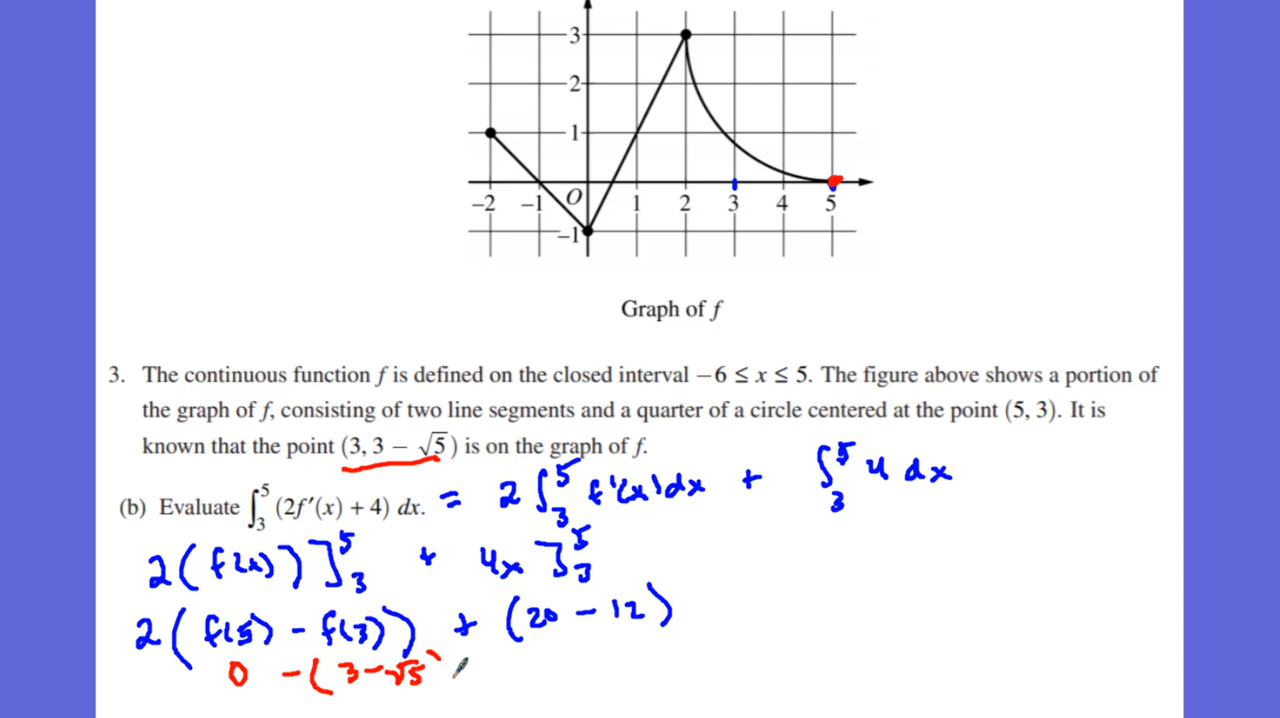 3
2
1
-2 -1 O 1 2 3 4 5
-1
Graph of f
3. The continuous function f is defined on the closed interval −6 ≤ x ≤ 5. The figure above shows a portion of
the graph of f, consisting of two line segments and a quarter of a circle centered at the point (5, 3). It is
known that the point (3, 3 − √5) is on the graph of f.
(b) Evaluate ∫₃⁵ (2f′(x) + 4) dx. = 2 ∫₃⁵ f'(x) dx + ∫₃⁵ 4 dx
2(f(x))]₃⁵ + 4x]₃⁵
2(f(5) - f(3)) + (20 - 12)
0 - (3 - √5)